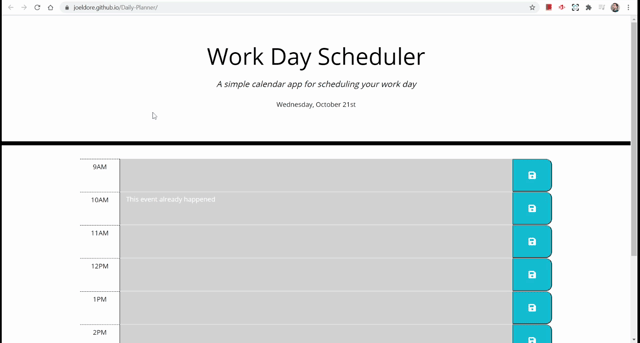 joeldore.github.io/Daily-Planner/
Work Day Scheduler
A simple calendar app for scheduling your work day
Wednesday, October 21st
9AM
10AM
This event already happened
11AM
12PM
1PM
2PM